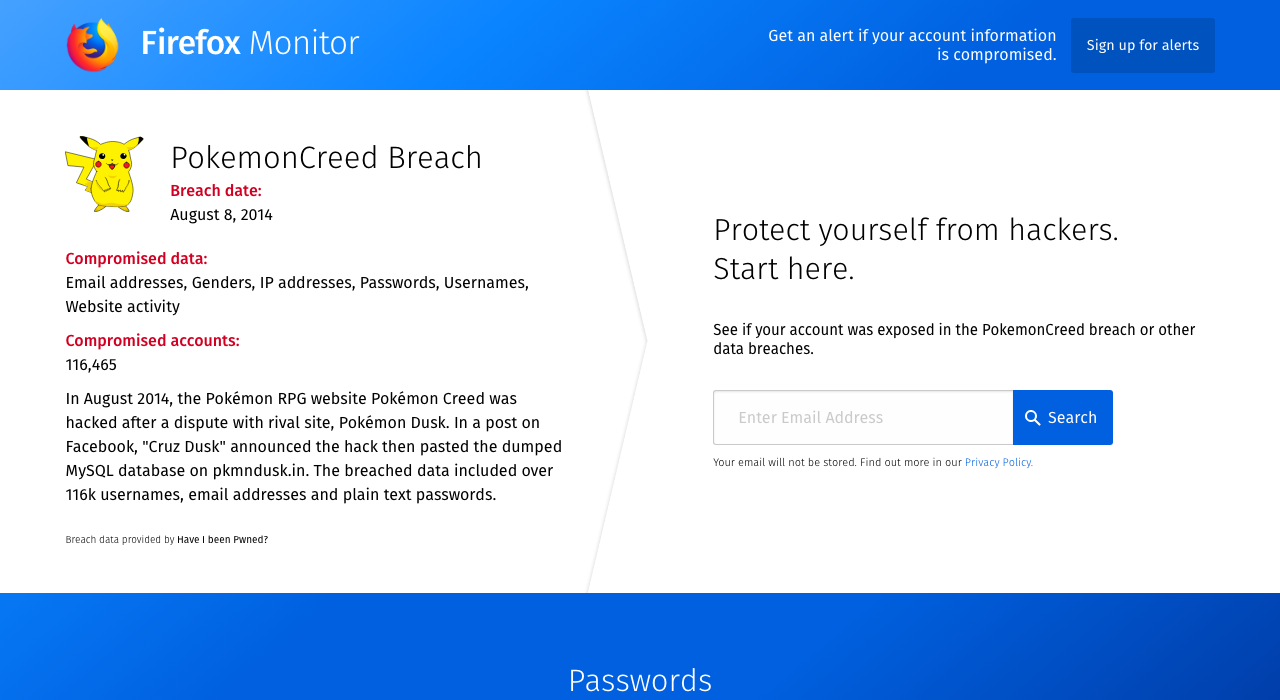 Firefox Monitor
Get an alert if your account information
is compromised.
Sign up for alerts
PokemonCreed Breach
Breach date:
August 8, 2014
Compromised data:
Email addresses, Genders, IP addresses, Passwords, Usernames,
Website activity
Compromised accounts:
116,465
In August 2014, the Pokémon RPG website Pokémon Creed was
hacked after a dispute with rival site, Pokémon Dusk. In a post on
Facebook, "Cruz Dusk" announced the hack then pasted the dumped
MySQL database on pkmndusk.in. The breached data included over
116k usernames, email addresses and plain text passwords.
Breach data provided by Have I been Pwned?
Protect yourself from hackers.
Start here.
See if your account was exposed in the PokemonCreed breach or other
data breaches.
Enter Email Address
Search
Your email will not be stored. Find out more in our Privacy Policy.
Passwords